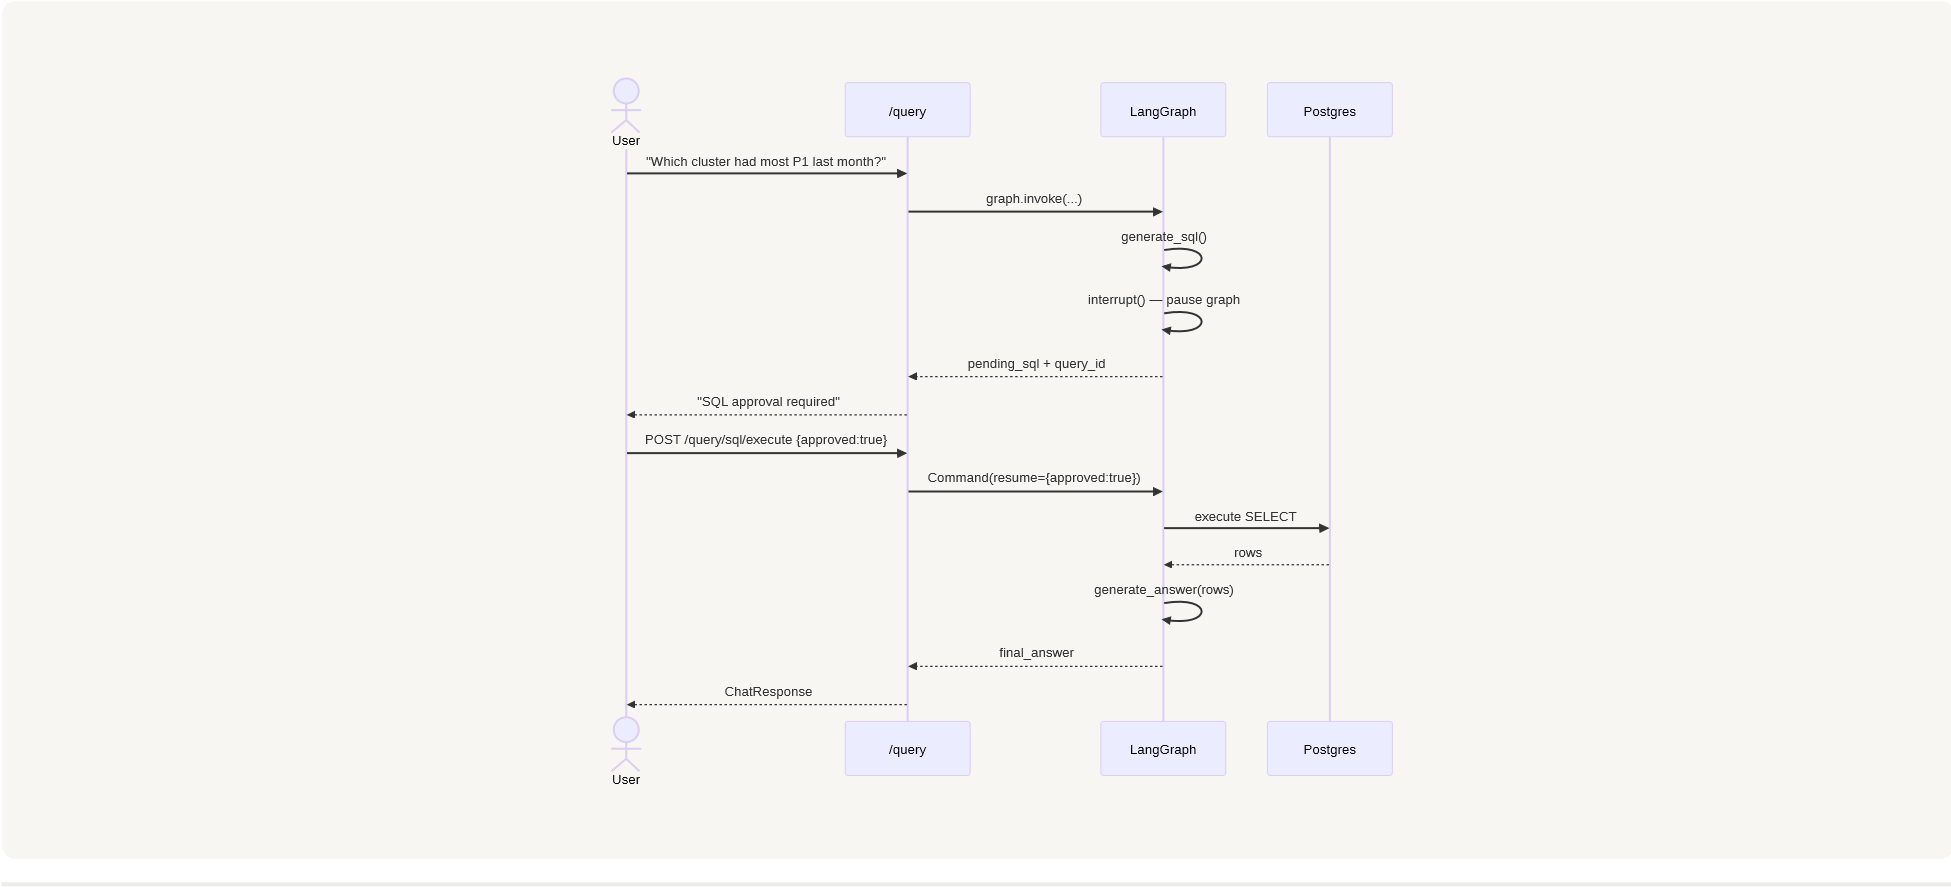 /query
LangGraph
Postgres
User
"Which cluster had most P1 last month?"
graph.invoke(...)
generate_sql()
interrupt() — pause graph
pending_sql + query_id
"SQL approval required"
POST /query/sql/execute {approved:true}
Command(resume={approved:true})
execute SELECT
rows
generate_answer(rows)
final_answer
ChatResponse
/query
LangGraph
Postgres
User